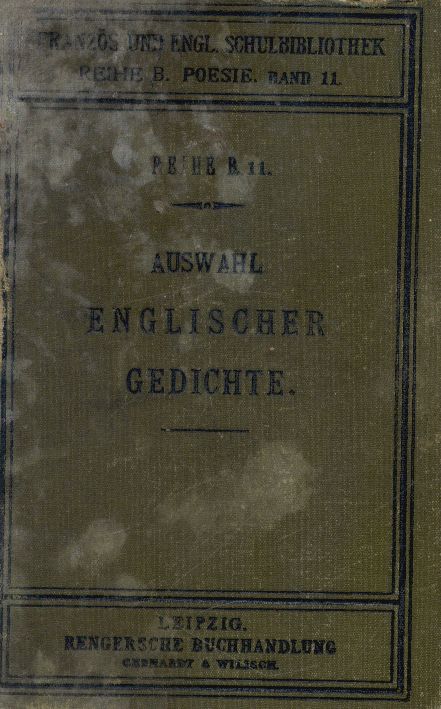 FRANZÖS UND ENGL. SCHULBIBLIOTHEK
REIHE B. POESIE. BAND 11.
REIHE B. 11.
AUSWAHL
ENGLISCHER
GEDICHTE.
LEIPZIG.
RENGERSCHE BUCHHANDLUNG
GEBHARDT & WILISCH.